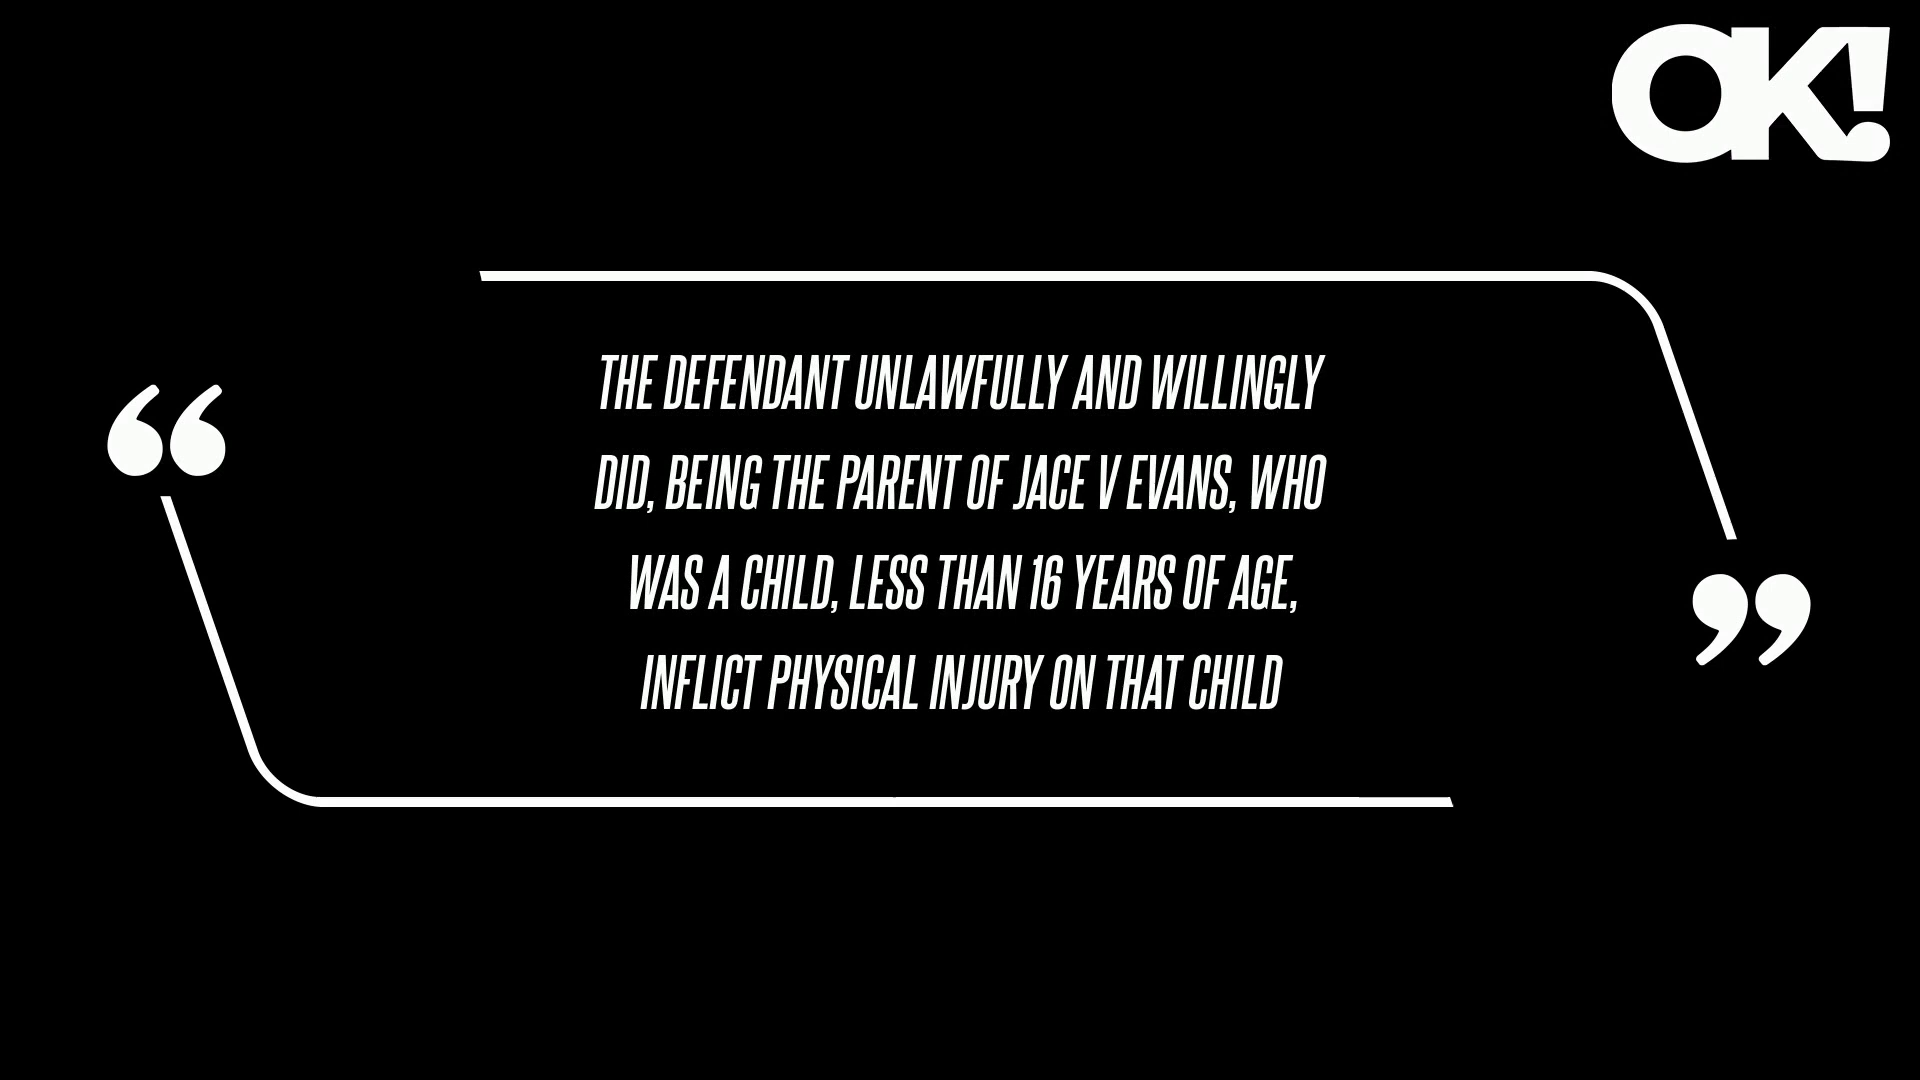 OK!
“
THE DEFENDANT UNLAWFULLY AND WILLINGLY
DID, BEING THE PARENT OF JACE V EVANS, WHO
WAS A CHILD, LESS THAN 16 YEARS OF AGE,
INFLICT PHYSICAL INJURY ON THAT CHILD
”